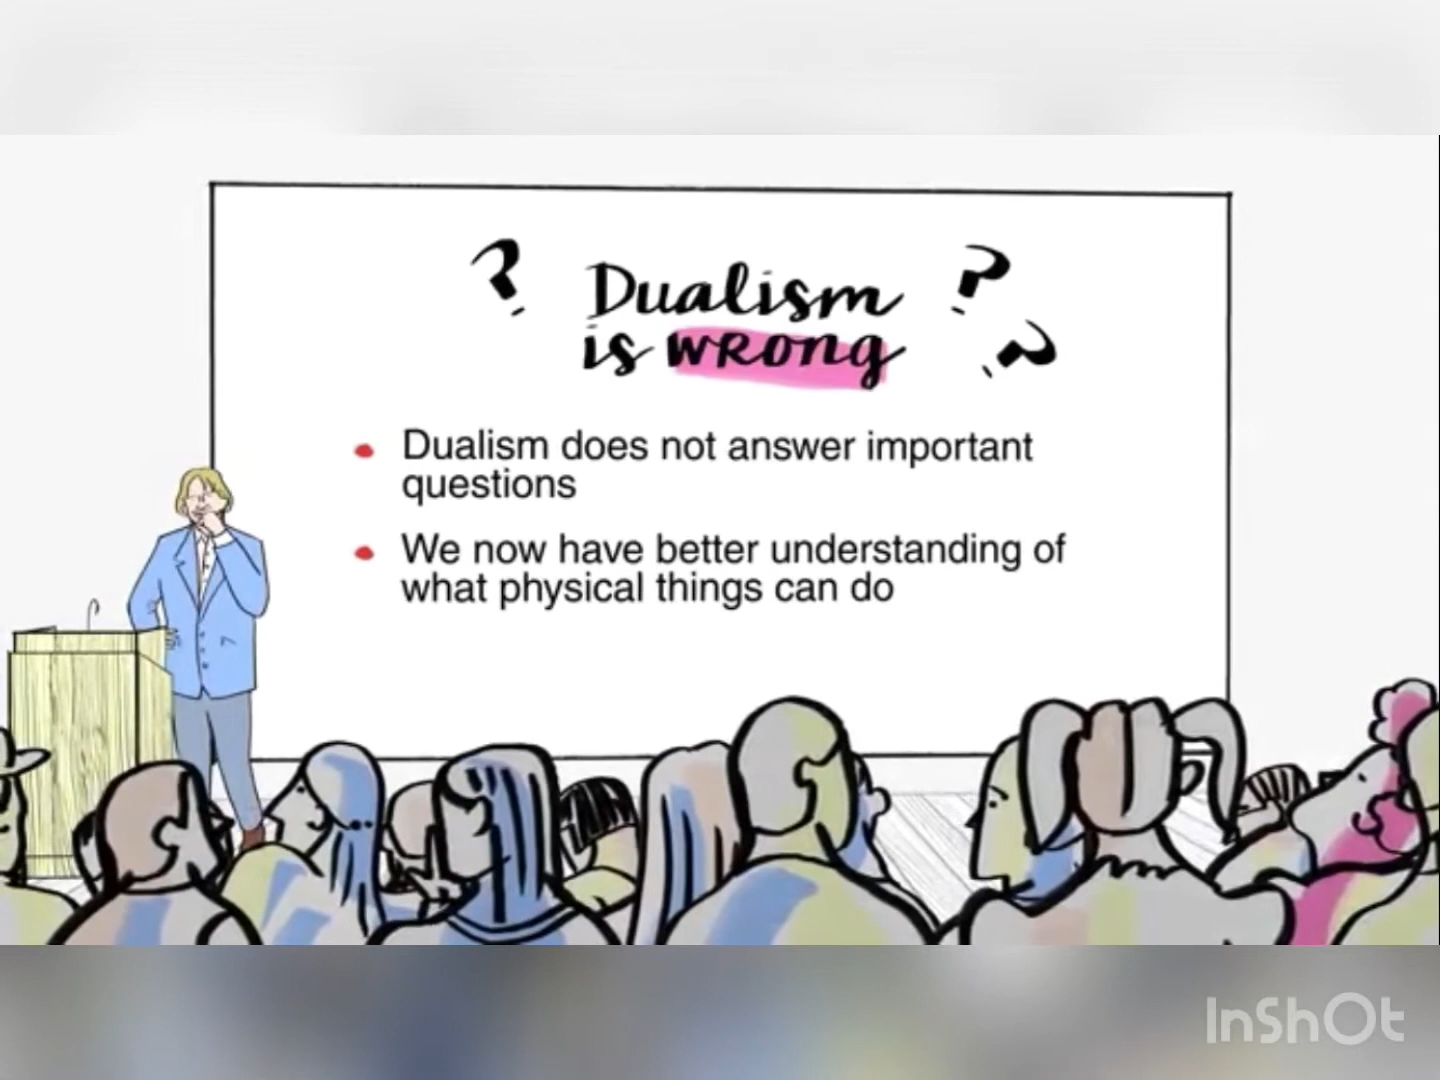 Dualism
is wrong
Dualism does not answer important
questions
We now have better understanding of
what physical things can do
InShOt